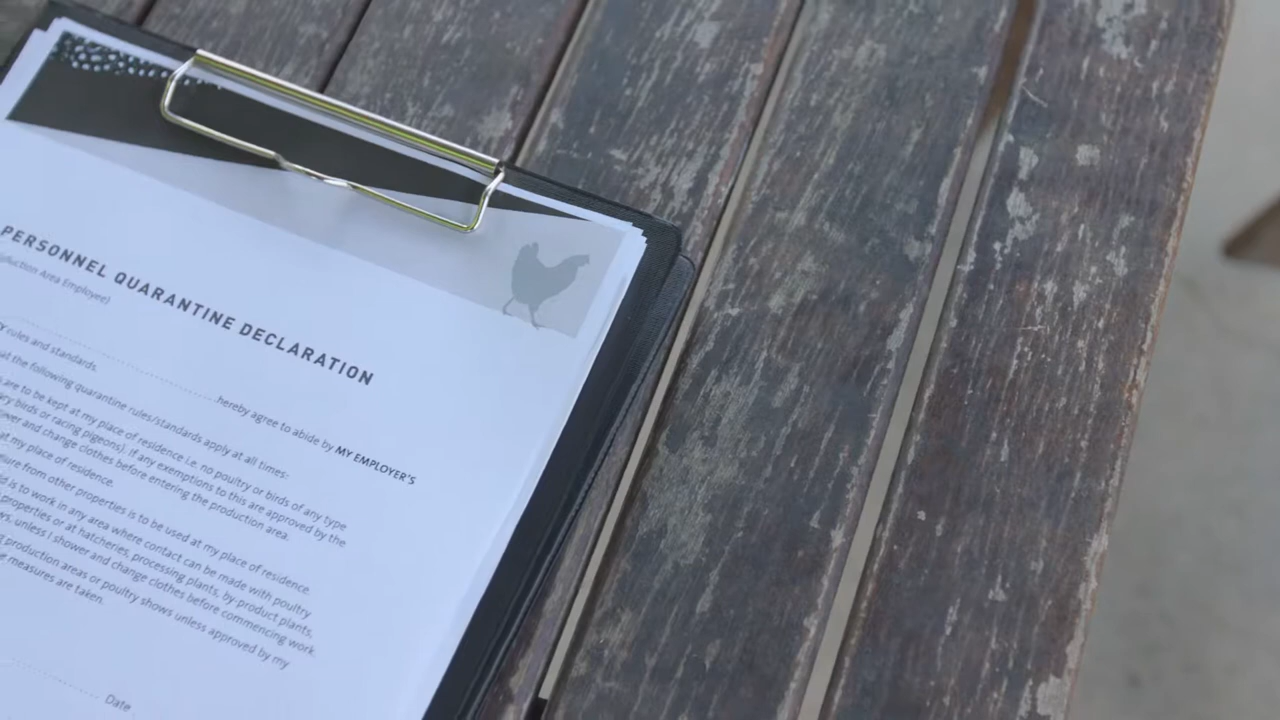 PERSONNEL QUARANTINE DECLARATION
Area Employee)
hereby agree to abide by MY EMPLOYER'S
rules and standards.
the following quarantine rules/standards apply at all times:
are to be kept at my place of residence i.e. no poultry or birds of any type
birds or racing pigeons). If any exemptions to this are approved by the
and change clothes before entering the production area.
at my place of residence.
from other properties is to be used at my place of residence.
is to work in any area where contact can be made with poultry
properties or at hatcheries, processing plants, by-product plants,
unless I shower and change clothes before commencing work.
production areas or poultry shows unless approved by my
measures are taken.
Date